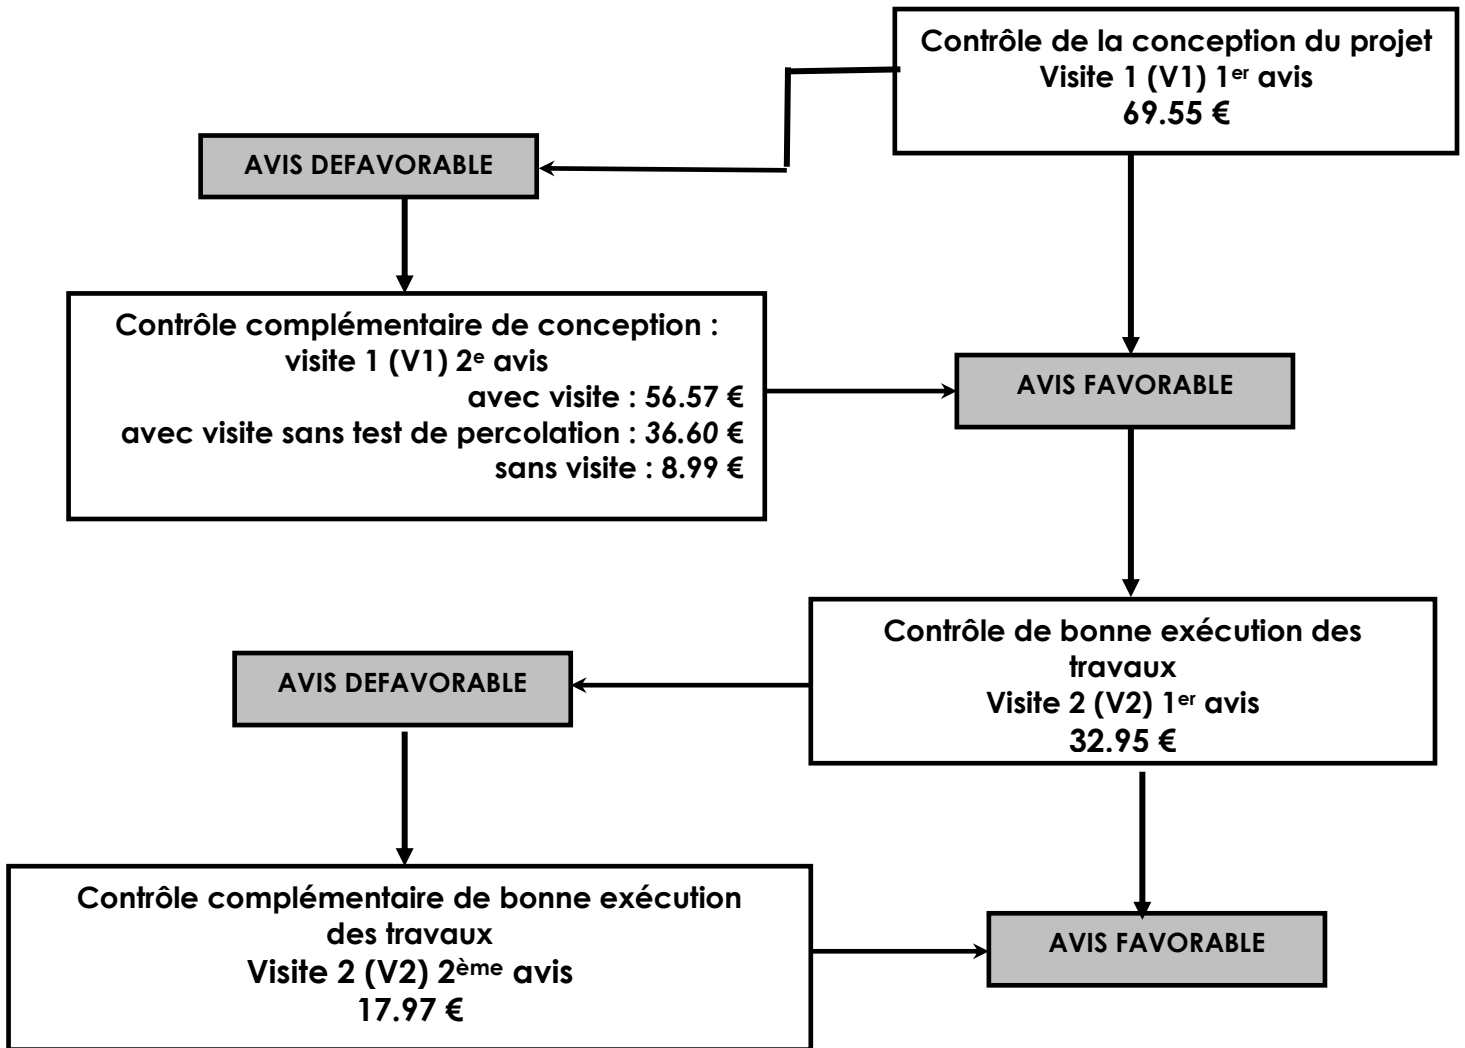 Contrôle de la conception du projet
Visite 1 (V1) 1er avis
69.55 €
AVIS DEFAVORABLE
Contrôle complémentaire de conception :
visite 1 (V1) 2e avis
avec visite : 56.57 €
avec visite sans test de percolation : 36.60 €
sans visite : 8.99 €
AVIS FAVORABLE
Contrôle de bonne exécution des
travaux
Visite 2 (V2) 1er avis
32.95 €
AVIS DEFAVORABLE
Contrôle complémentaire de bonne exécution
des travaux
Visite 2 (V2) 2ème avis
17.97 €
AVIS FAVORABLE